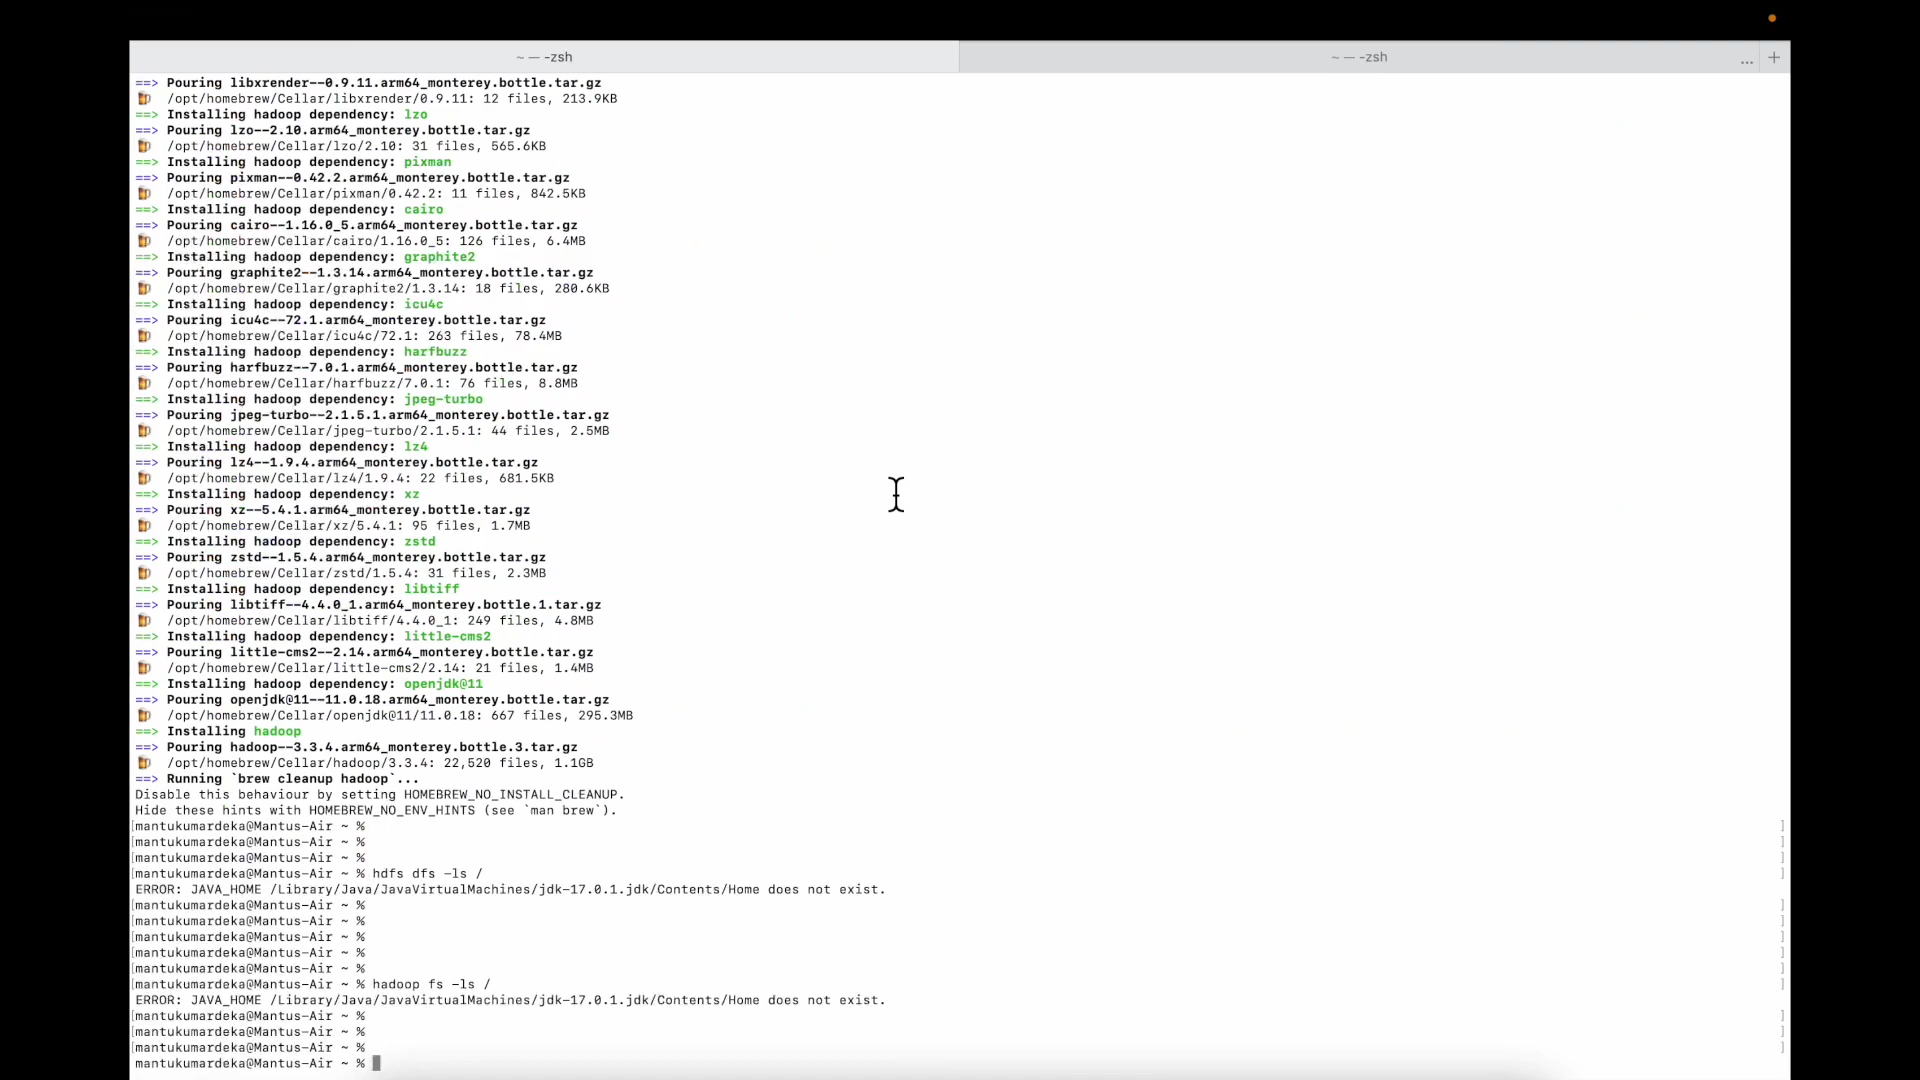 ~ — -zsh
~ — -zsh
... +
==> Pouring libxrender--0.9.11.arm64_monterey.bottle.tar.gz
/opt/homebrew/Cellar/libxrender/0.9.11: 12 files, 213.9KB
==> Installing hadoop dependency: lzo
==> Pouring lzo--2.10.arm64_monterey.bottle.tar.gz
/opt/homebrew/Cellar/lzo/2.10: 31 files, 565.6KB
==> Installing hadoop dependency: pixman
==> Pouring pixman--0.42.2.arm64_monterey.bottle.tar.gz
/opt/homebrew/Cellar/pixman/0.42.2: 11 files, 842.5KB
==> Installing hadoop dependency: cairo
==> Pouring cairo--1.16.0_5.arm64_monterey.bottle.tar.gz
/opt/homebrew/Cellar/cairo/1.16.0_5: 126 files, 6.4MB
==> Installing hadoop dependency: graphite2
==> Pouring graphite2--1.3.14.arm64_monterey.bottle.tar.gz
/opt/homebrew/Cellar/graphite2/1.3.14: 18 files, 280.6KB
==> Installing hadoop dependency: icu4c
==> Pouring icu4c--72.1.arm64_monterey.bottle.tar.gz
/opt/homebrew/Cellar/icu4c/72.1: 263 files, 78.4MB
==> Installing hadoop dependency: harfbuzz
==> Pouring harfbuzz--7.0.1.arm64_monterey.bottle.tar.gz
/opt/homebrew/Cellar/harfbuzz/7.0.1: 76 files, 8.8MB
==> Installing hadoop dependency: jpeg-turbo
==> Pouring jpeg-turbo--2.1.5.1.arm64_monterey.bottle.tar.gz
/opt/homebrew/Cellar/jpeg-turbo/2.1.5.1: 44 files, 2.5MB
==> Installing hadoop dependency: lz4
==> Pouring lz4--1.9.4.arm64_monterey.bottle.tar.gz
/opt/homebrew/Cellar/lz4/1.9.4: 22 files, 681.5KB
==> Installing hadoop dependency: xz
==> Pouring xz--5.4.1.arm64_monterey.bottle.tar.gz
/opt/homebrew/Cellar/xz/5.4.1: 95 files, 1.7MB
==> Installing hadoop dependency: zstd
==> Pouring zstd--1.5.4.arm64_monterey.bottle.tar.gz
/opt/homebrew/Cellar/zstd/1.5.4: 31 files, 2.3MB
==> Installing hadoop dependency: libtiff
==> Pouring libtiff--4.4.0_1.arm64_monterey.bottle.1.tar.gz
/opt/homebrew/Cellar/libtiff/4.4.0_1: 249 files, 4.8MB
==> Installing hadoop dependency: little-cms2
==> Pouring little-cms2--2.14.arm64_monterey.bottle.tar.gz
/opt/homebrew/Cellar/little-cms2/2.14: 21 files, 1.4MB
==> Installing hadoop dependency: openjdk@11
==> Pouring openjdk@11--11.0.18.arm64_monterey.bottle.tar.gz
/opt/homebrew/Cellar/openjdk@11/11.0.18: 667 files, 295.3MB
==> Installing hadoop
==> Pouring hadoop--3.3.4.arm64_monterey.bottle.3.tar.gz
/opt/homebrew/Cellar/hadoop/3.3.4: 22,520 files, 1.1GB
==> Running `brew cleanup hadoop`...
Disable this behaviour by setting HOMEBREW_NO_INSTALL_CLEANUP.
Hide these hints with HOMEBREW_NO_ENV_HINTS (see `man brew`).
[mantukumardeka@Mantus-Air ~ % ]
[mantukumardeka@Mantus-Air ~ % ]
[mantukumardeka@Mantus-Air ~ % ]
[mantukumardeka@Mantus-Air ~ % hdfs dfs -ls / ]
ERROR: JAVA_HOME /Library/Java/JavaVirtualMachines/jdk-17.0.1.jdk/Contents/Home does not exist.
[mantukumardeka@Mantus-Air ~ % ]
[mantukumardeka@Mantus-Air ~ % ]
[mantukumardeka@Mantus-Air ~ % ]
[mantukumardeka@Mantus-Air ~ % ]
[mantukumardeka@Mantus-Air ~ % ]
[mantukumardeka@Mantus-Air ~ % hadoop fs -ls / ]
ERROR: JAVA_HOME /Library/Java/JavaVirtualMachines/jdk-17.0.1.jdk/Contents/Home does not exist.
[mantukumardeka@Mantus-Air ~ % ]
[mantukumardeka@Mantus-Air ~ % ]
[mantukumardeka@Mantus-Air ~ % ]
mantukumardeka@Mantus-Air ~ %